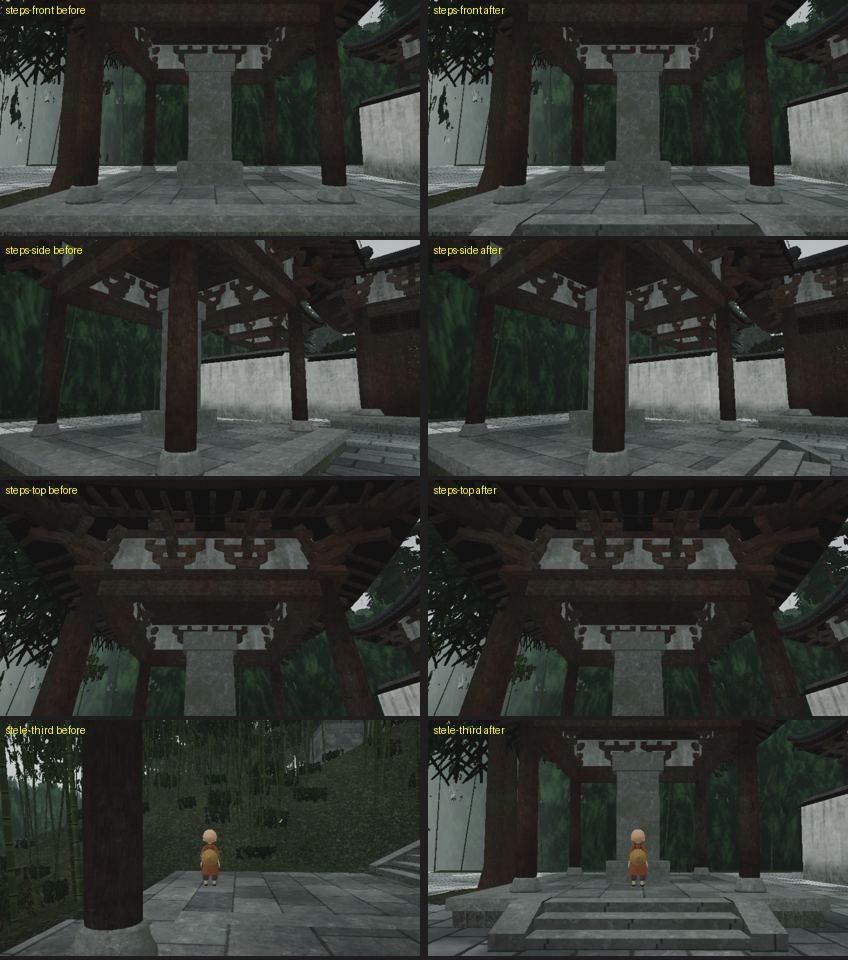 steps-front before
steps-front after
steps-side before
steps-side after
steps-top before
steps-top after
stele-third before
stele-third after